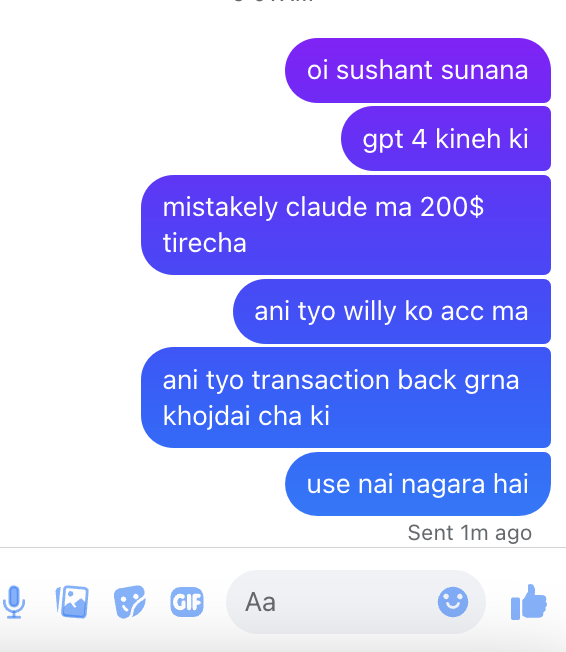 oi sushant sunana
gpt 4 kineh ki
mistakely claude ma 200$
tirecha
ani tyo willy ko acc ma
ani tyo transaction back grna
khojdai cha ki
use nai nagara hai
Sent 1m ago
GIF
Aa